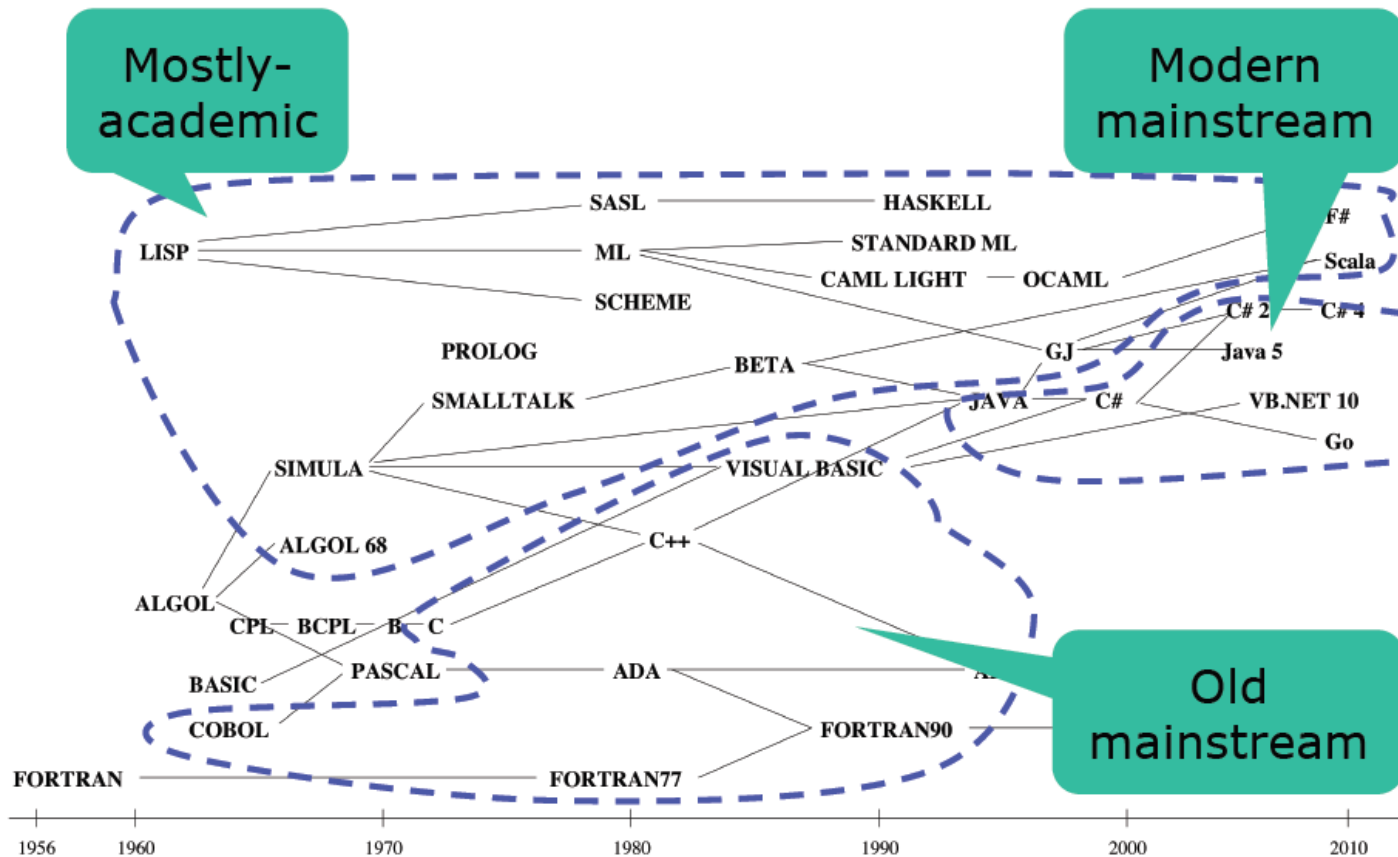 Mostly-
academic
Modern
mainstream
SASL
HASKELL
F#
LISP
ML
STANDARD ML
Scala
CAML LIGHT
OCAML
SCHEME
C# 2
C# 4
PROLOG
GJ
Java 5
BETA
SMALLTALK
JAVA
C#
VB.NET 10
Go
SIMULA
VISUAL BASIC
C++
ALGOL 68
ALGOL
CPL
BCPL
B
C
PASCAL
ADA
BASIC
COBOL
FORTRAN90
Old
mainstream
FORTRAN
FORTRAN77
1956
1960
1970
1980
1990
2000
2010